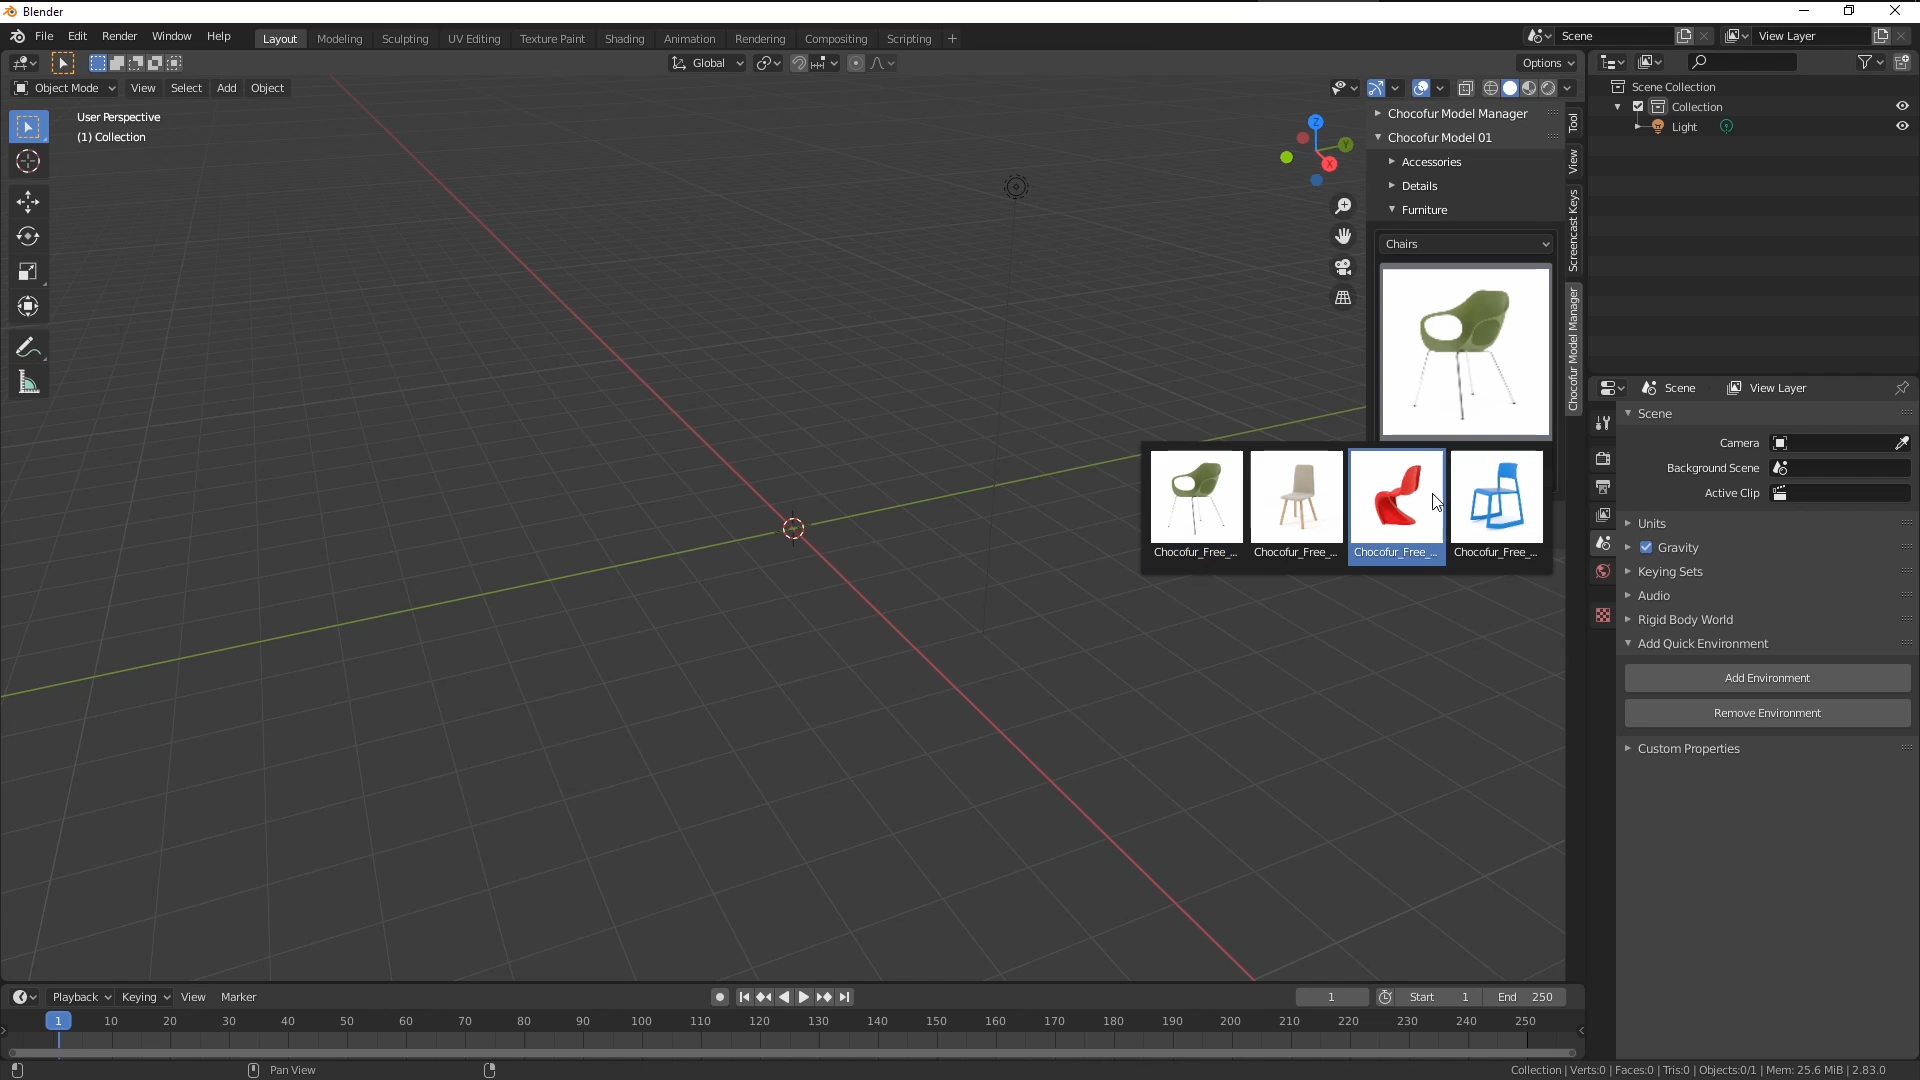 Blender
File Edit Render Window Help
Layout Modeling Sculpting UV Editing Texture Paint Shading Animation Rendering Compositing Scripting +
Scene
View Layer
Global
Options
Object Mode View Select Add Object
User Perspective
(1) Collection
Z
Y
X
Chocofur Model Manager
Chocofur Model 01
Accessories
Details
Furniture
Chairs
Chocofur_Free_...
Chocofur_Free_...
Chocofur_Free_...
Chocofur_Free_...
Tool
View
Screencast Keys
Chocofur Model Manager
Scene Collection
Collection
Light
Scene View Layer
Scene
Camera
Background Scene
Active Clip
Units
Gravity
Keying Sets
Audio
Rigid Body World
Add Quick Environment
Add Environment
Remove Environment
Custom Properties
Playback Keying View Marker
1
Start 1
End 250
1 10 20 30 40 50 60 70 80 90 100 110 120 130 140 150 160 170 180 190 200 210 220 230 240 250
Pan View
Collection | Verts:0 | Faces:0 | Tris:0 | Objects:0/1 | Mem: 25.6 MiB | 2.83.0